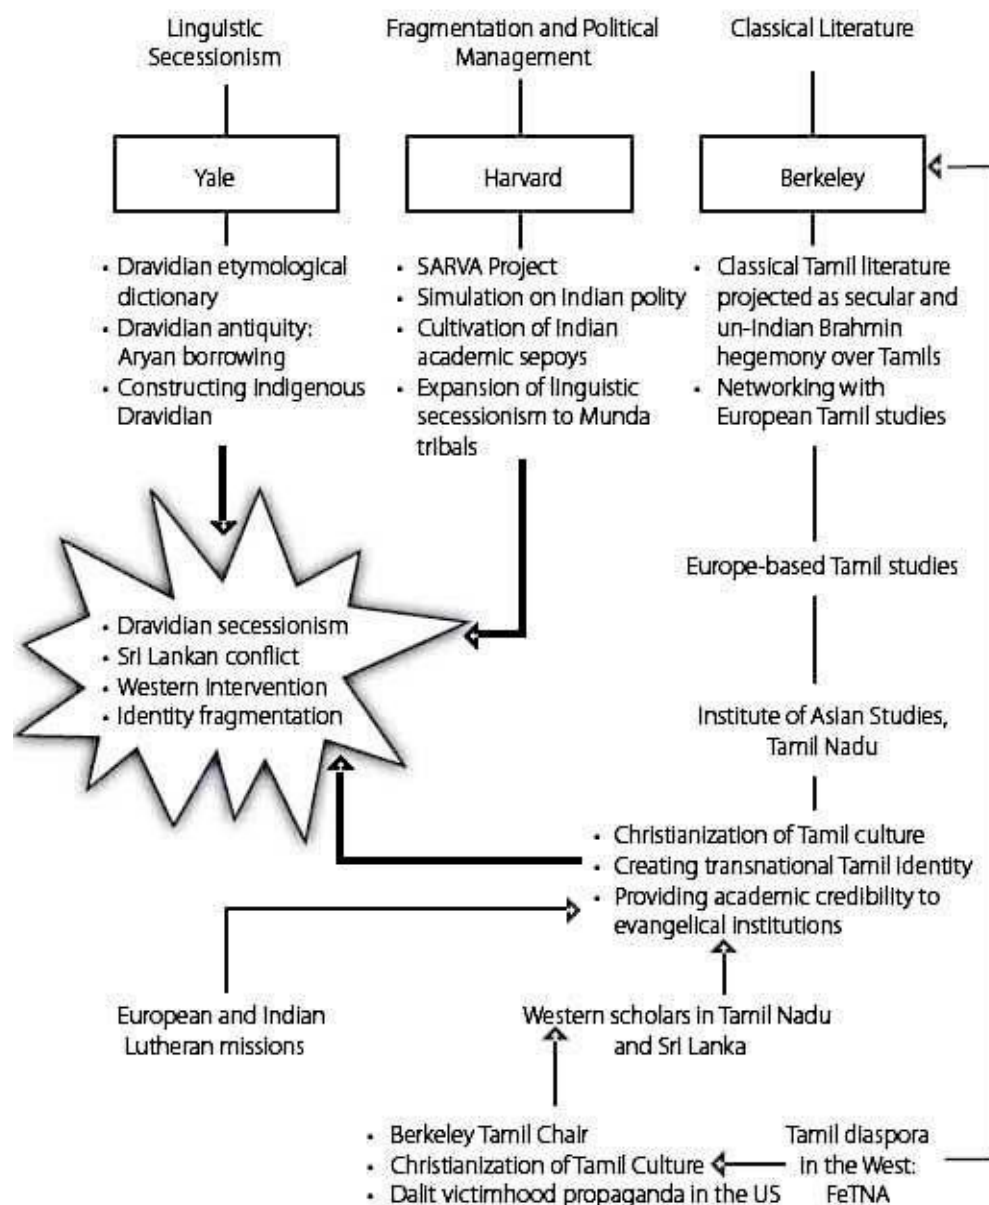 Linguistic
Secessionism
Fragmentation and Political
Management
Classical Literature
Yale
Harvard
Berkeley
• Dravidian etymological
dictionary
• Dravidian antiquity:
Aryan borrowing
• Constructing indigenous
Dravidian
• SARVA Project
• Simulation on Indian polity
• Cultivation of Indian
academic sepoys
• Expansion of linguistic
secessionism to Munda
tribals
• Classical Tamil literature
projected as secular and
un-Indian Brahmin
hegemony over Tamils
• Networking with
European Tamil studies
Europe-based Tamil studies
• Dravidian secessionism
• Sri Lankan conflict
• Western intervention
• Identity fragmentation
Institute of Asian Studies,
Tamil Nadu
• Christianization of Tamil culture
• Creating transnational Tamil identity
• Providing academic credibility to
evangelical institutions
European and Indian
Lutheran missions
Western scholars in Tamil Nadu
and Sri Lanka
• Berkeley Tamil Chair
• Christianization of Tamil Culture
• Dalit victimhood propaganda in the US
Tamil diaspora
in the West:
FeTNA